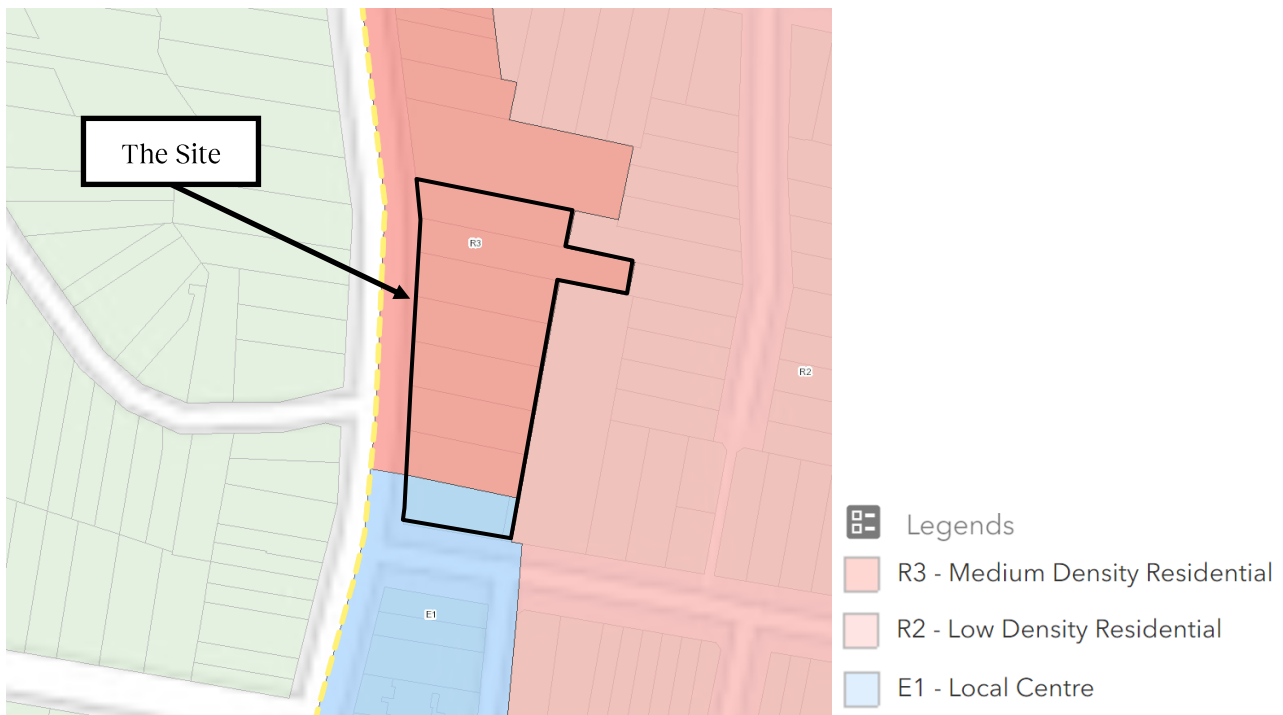 The Site
R3
R2
E1
Legends
R3 - Medium Density Residential
R2 - Low Density Residential
E1 - Local Centre